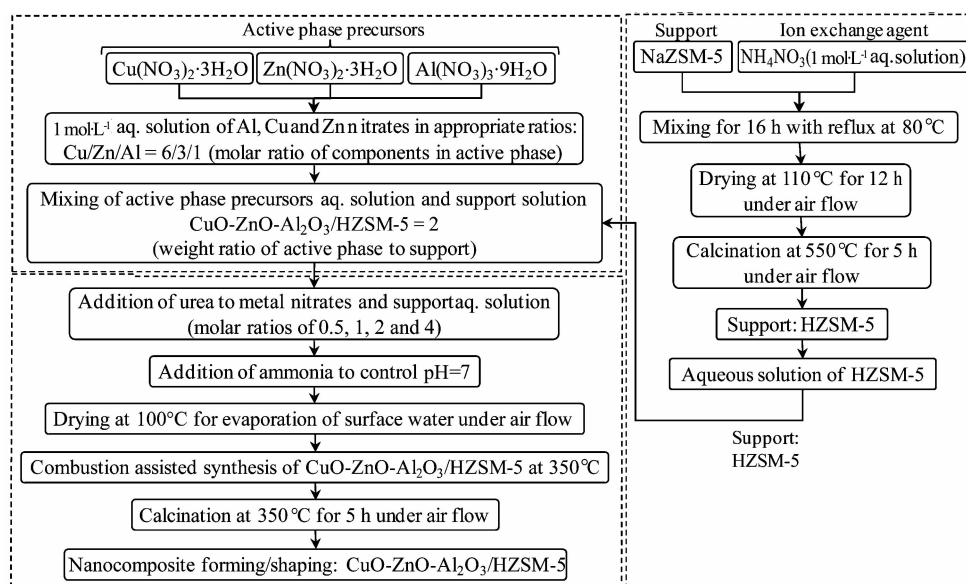 Active phase precursors
Cu(NO3)2·3H2O
Zn(NO3)2·3H2O
Al(NO3)3·9H2O
1 mol·L⁻¹ aq. solution of Al, Cu and Zn nitrates in appropriate ratios:
Cu/Zn/Al = 6/3/1 (molar ratio of components in active phase)
Mixing of active phase precursors aq. solution and support solution
CuO-ZnO-Al₂O₃/HZSM-5 = 2
(weight ratio of active phase to support)
Addition of urea to metal nitrates and supportaq. solution
(molar ratios of 0.5, 1, 2 and 4)
Addition of ammonia to control pH=7
Drying at 100°C for evaporation of surface water under air flow
Combustion assisted synthesis of CuO-ZnO-Al₂O₃/HZSM-5 at 350℃
Calcination at 350℃ for 5 h under air flow
Nanocomposite forming/shaping: CuO-ZnO-Al₂O₃/HZSM-5
Support
NaZSM-5
Ion exchange agent
NH4NO3(1 mol·L⁻¹ aq.solution)
Mixing for 16 h with reflux at 80℃
Drying at 110℃ for 12 h
under air flow
Calcination at 550℃ for 5 h
under air flow
Support: HZSM-5
Aqueous solution of HZSM-5
Support:
HZSM-5